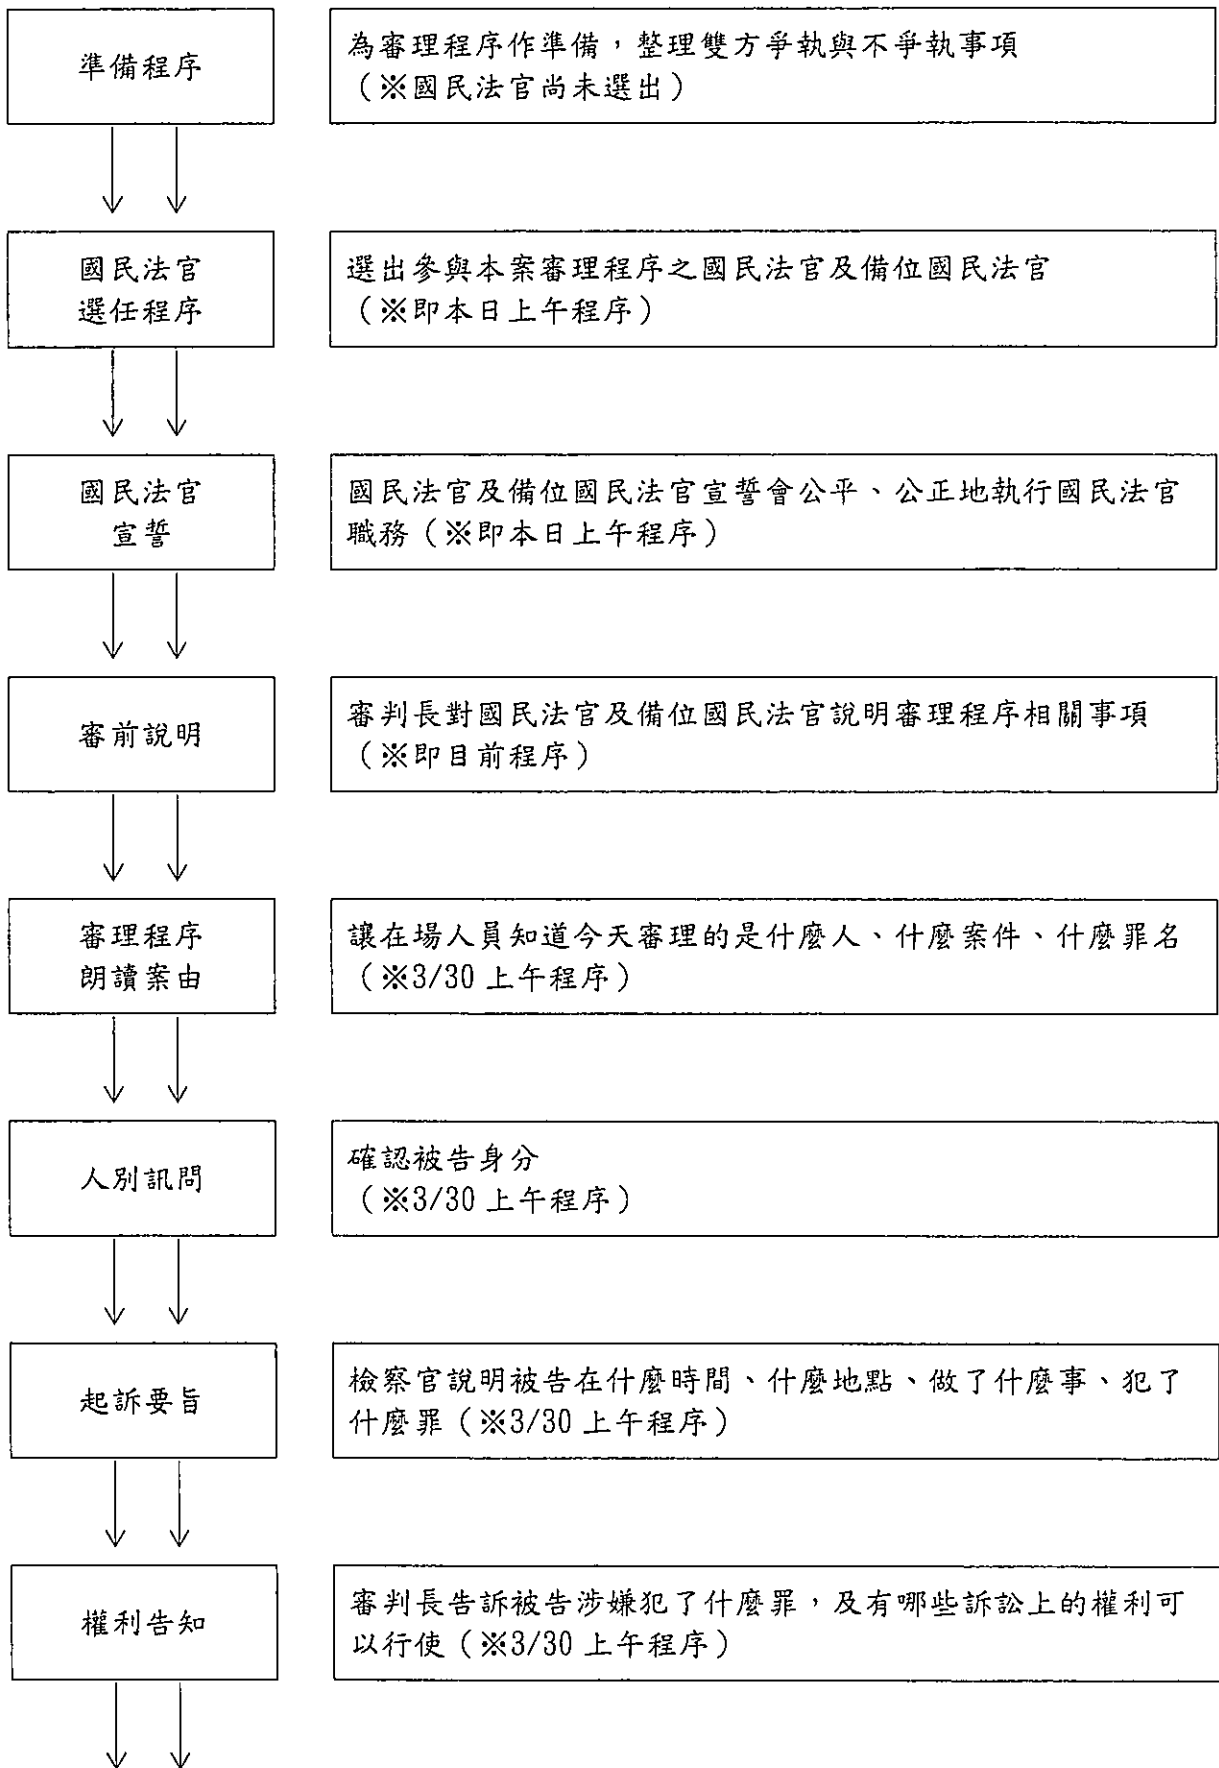 準備程序
為審理程序作準備，整理雙方爭執與不爭執事項
（※國民法官尚未選出）
國民法官
選任程序
選出參與本案審理程序之國民法官及備位國民法官
（※即本日上午程序）
國民法官
宣誓
國民法官及備位國民法官宣誓會公平、公正地執行國民法官
職務（※即本日上午程序）
審前說明
審判長對國民法官及備位國民法官說明審理程序相關事項
（※即目前程序）
審理程序
朗讀案由
讓在場人員知道今天審理的是什麼人、什麼案件、什麼罪名
（※3/30 上午程序）
人別訊問
確認被告身分
（※3/30 上午程序）
起訴要旨
檢察官說明被告在什麼時間、什麼地點、做了什麼事、犯了
什麼罪（※3/30 上午程序）
權利告知
審判長告訴被告涉嫌犯了什麼罪，及有哪些訴訟上的權利可
以行使（※3/30 上午程序）